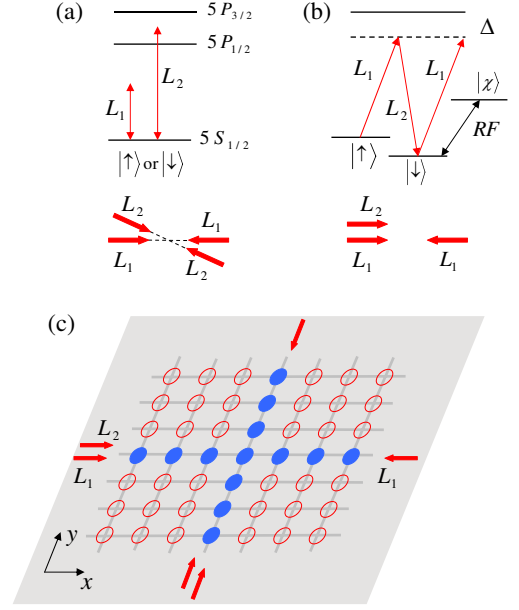 (a)
5 P3/2
5 P1/2
L2
L1
5 S1/2
|↑⟩ or |↓⟩
L2
L1
L1
L2
(b)
Δ
L1
L1
L2
|χ⟩
RF
|↑⟩
|↓⟩
L2
L1
L1
(c)
L2
L1
L1
y
x